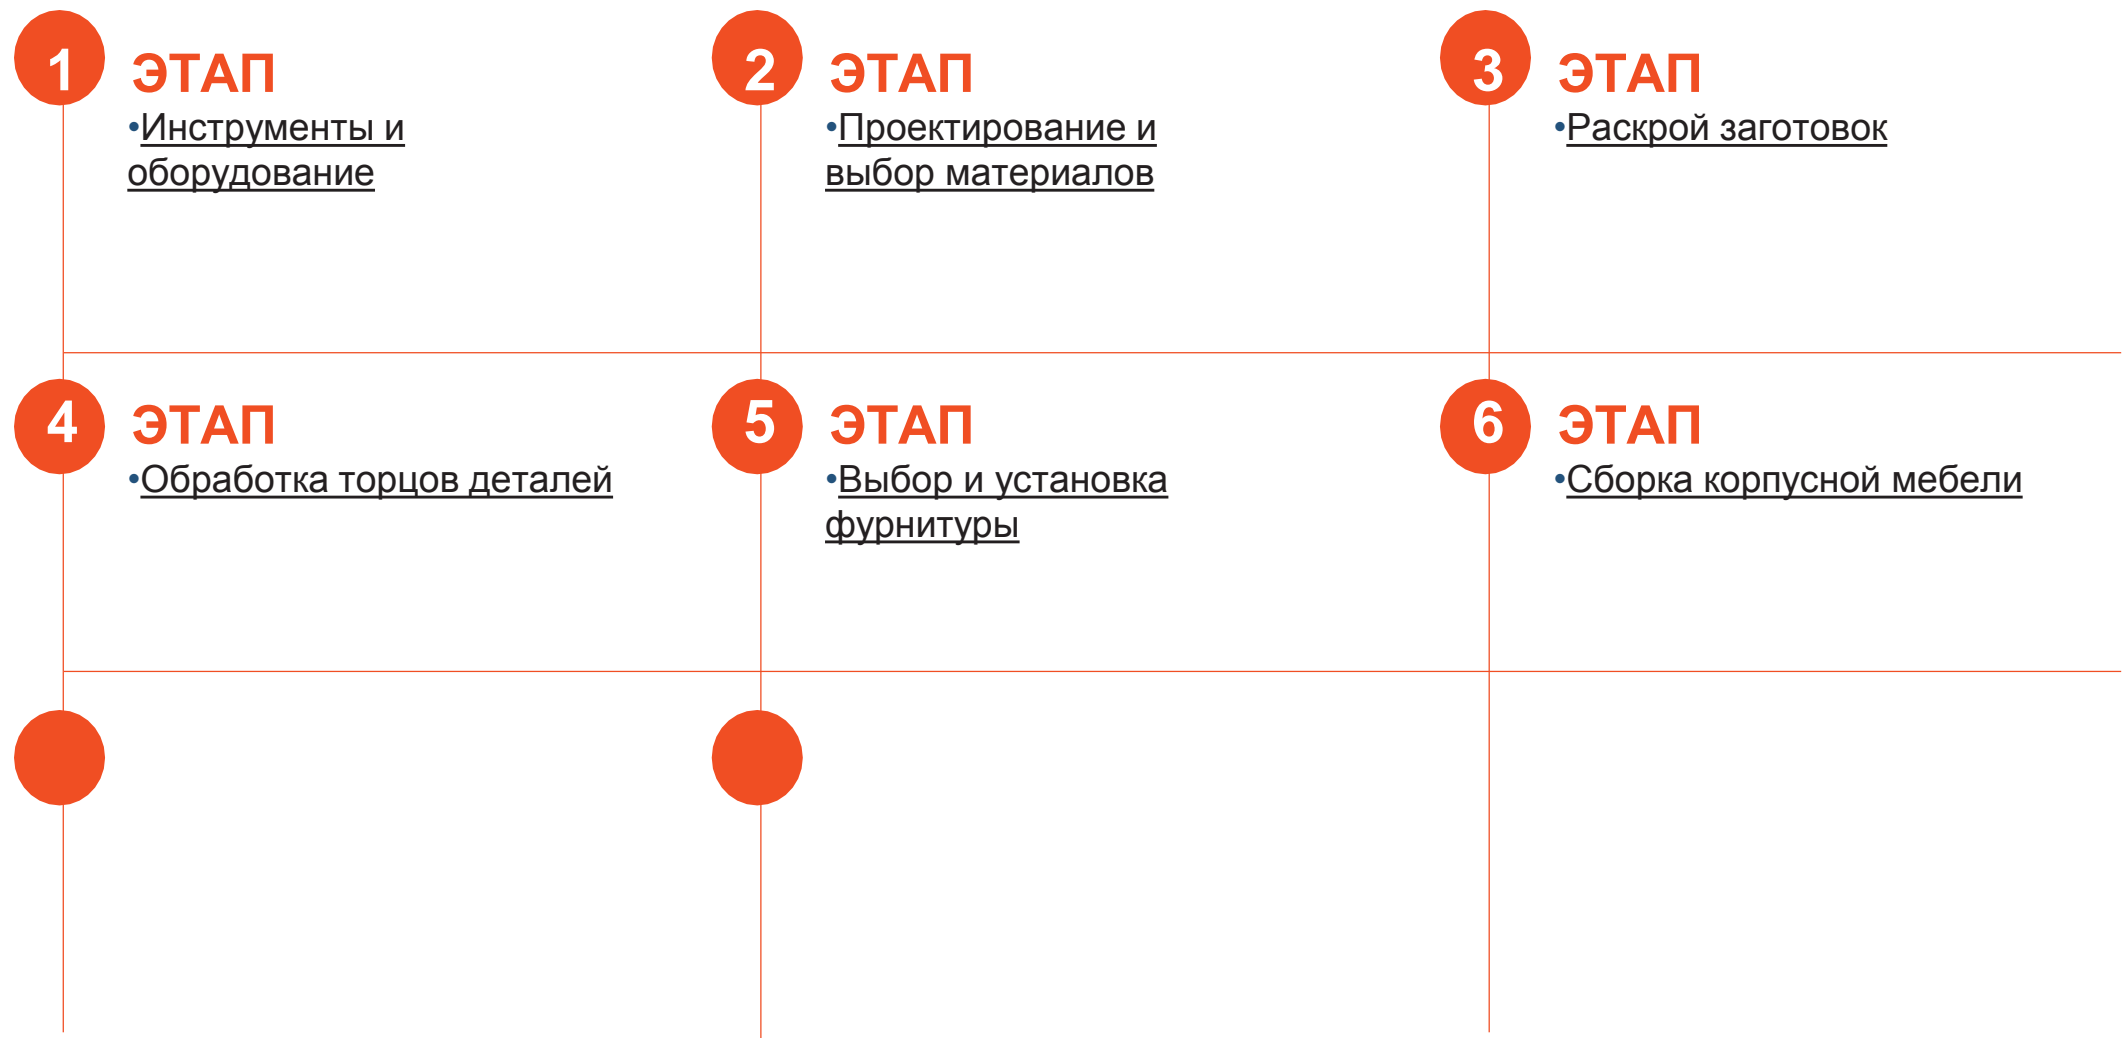 1 ЭТАП
•Инструменты и
оборудование
2 ЭТАП
•Проектирование и
выбор материалов
3 ЭТАП
•Раскрой заготовок
4 ЭТАП
•Обработка торцов деталей
5 ЭТАП
•Выбор и установка
фурнитуры
6 ЭТАП
•Сборка корпусной мебели